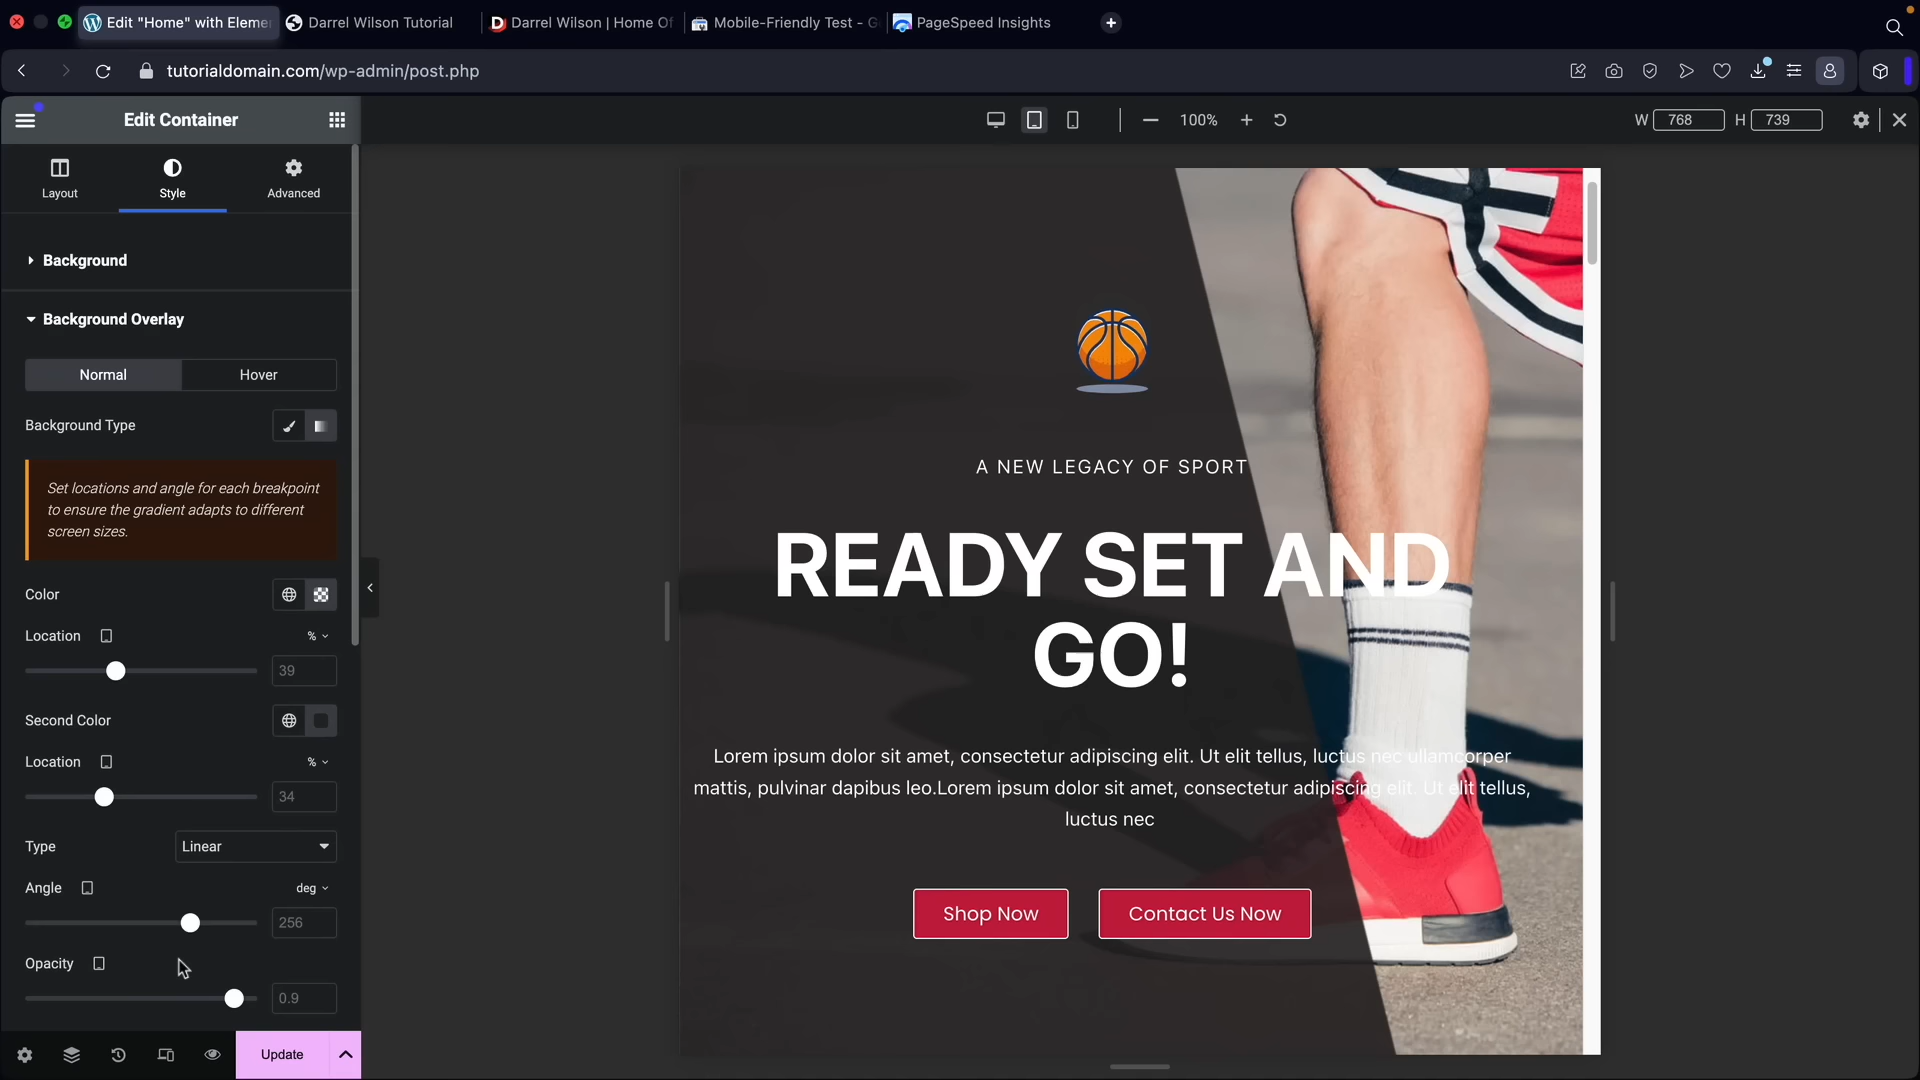 Edit "Home" with Eleme
Darrel Wilson Tutorial
Darrel Wilson | Home Of
Mobile-Friendly Test - G
PageSpeed Insights
tutorialdomain.com/wp-admin/post.php
Edit Container
100%
W 768 H 739
Layout
Style
Advanced
Background
Background Overlay
Normal
Hover
Background Type
Set locations and angle for each breakpoint
to ensure the gradient adapts to different
screen sizes.
Color
Location
%
39
Second Color
Location
%
34
Type
Linear
Angle
deg
256
Opacity
0.9
Update
A NEW LEGACY OF SPORT
READY SET AND
GO!
Lorem ipsum dolor sit amet, consectetur adipiscing elit. Ut elit tellus, luctus nec ullamcorper
mattis, pulvinar dapibus leo.Lorem ipsum dolor sit amet, consectetur adipiscing elit. Ut elit tellus,
luctus nec
Shop Now
Contact Us Now